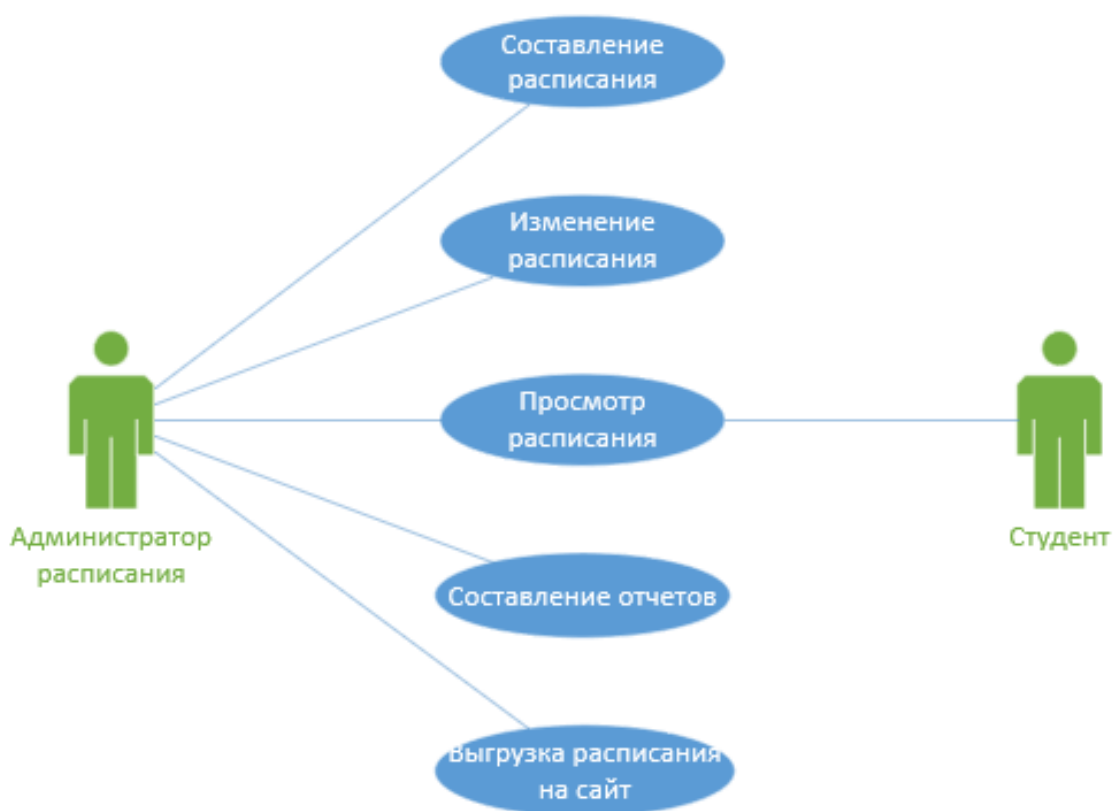 Составление
расписания
Изменение
расписания
Просмотр
расписания
Администратор
расписания
Студент
Составление отчетов
Выгрузка расписания
на сайт